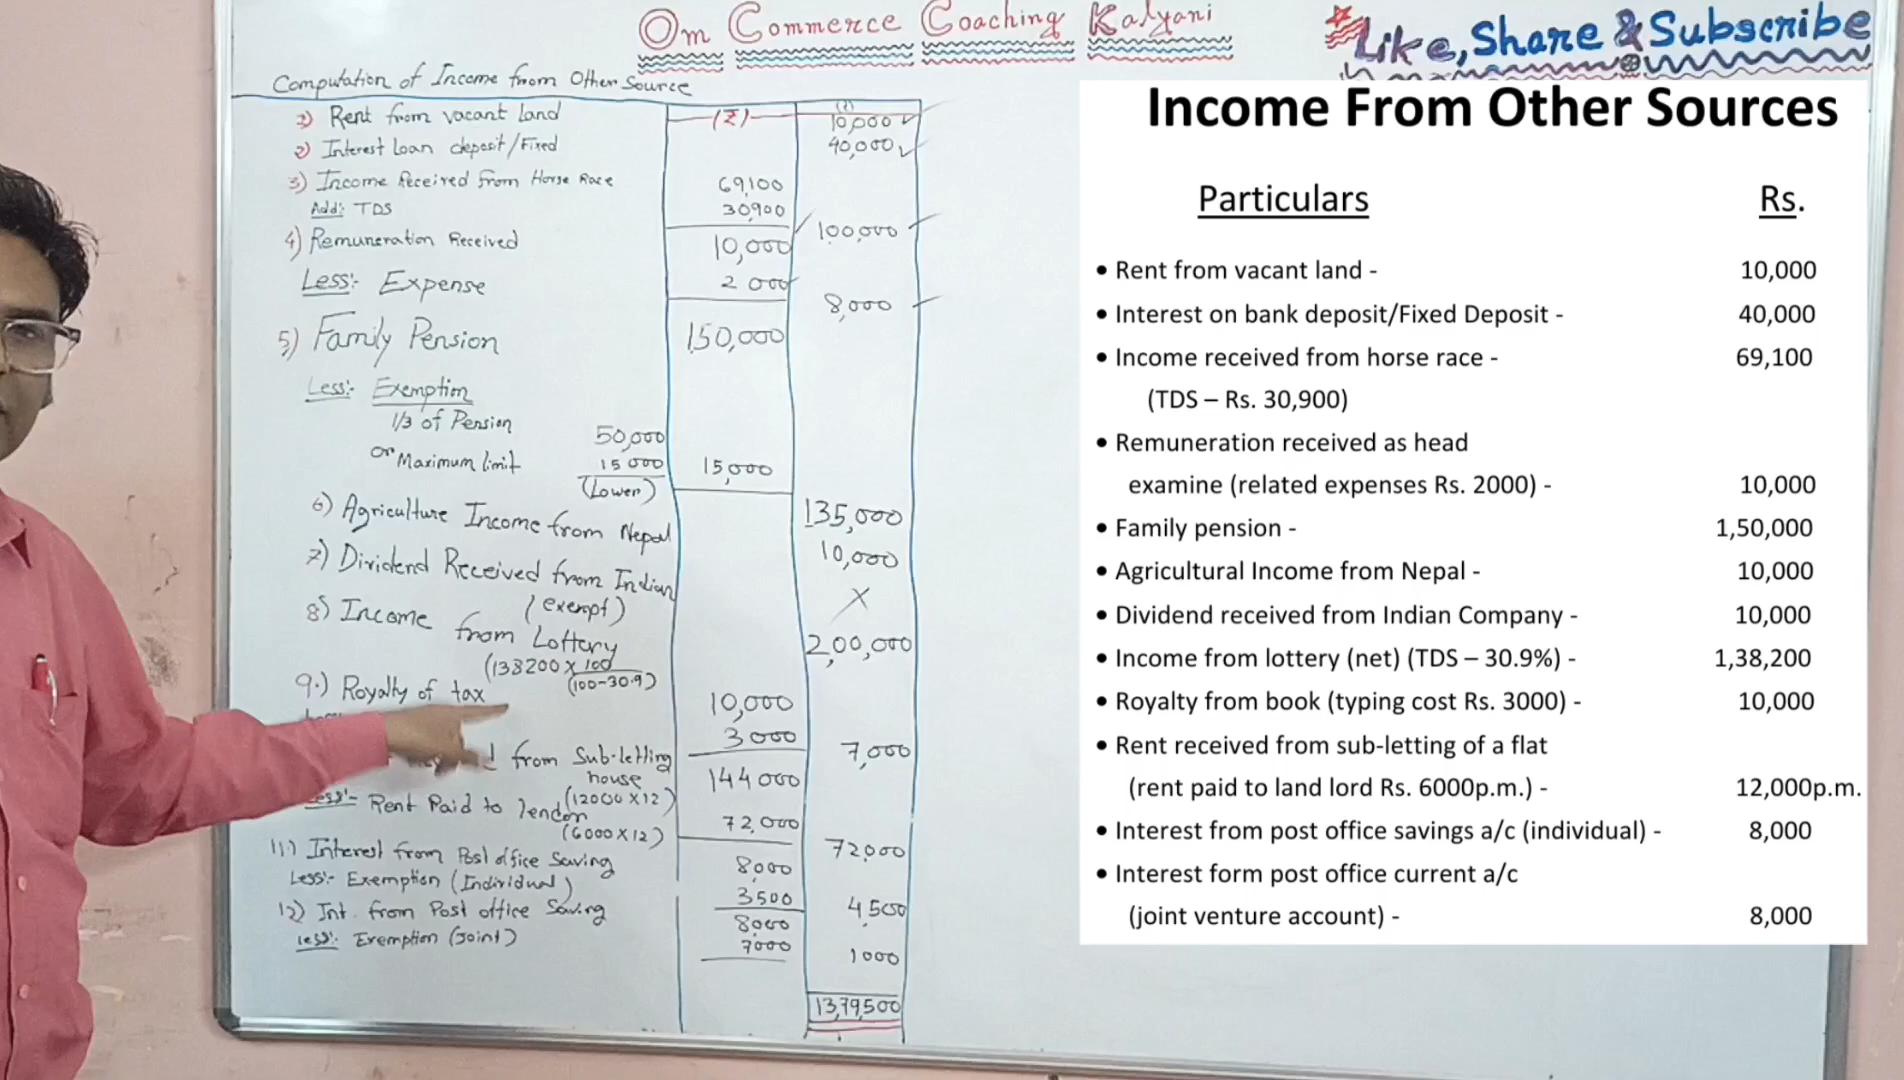 Om Commerce Coaching Kalyani
Like, Share & Subscribe
Computation of Income from Other Source
(₹)
(₹)
1) Rent from vacant land 10,000 ✓
2) Interest loan deposit/Fixed 40,000 ✓
3) Income Received From Horse Race 69,100
Add: TDS 30,900
1,00,000
4) Remuneration Received 10,000
Less:- Expense 2 000
8,000
5) Family Pension 1,50,000
Less:- Exemption
1/3 of Pension 50,000
or Maximum limit 15 000 15,000
(Lower)
135,000
6) Agriculture Income from Nepal 10,000
7) Dividend Received from Indian X
(exempt)
8) Income from Lottery 2,00,000
(138200 x 100
(100-30.9)
9.) Royalty of tax 10,000
3000 7,000
from Sub-letting
house 144000
(12000 x 12)
Less:- Rent Paid to lendon 72,000
(6000 x 12) 72,000
11) Interest from Post office Saving 8,000
Less:- Exemption (Individual) 3500 4,500
12) Int. from Post office Saving 8,000
Less:- Exemption (Joint) 7000 1000
13,79,500
Income From Other Sources
Particulars Rs.
• Rent from vacant land - 10,000
• Interest on bank deposit/Fixed Deposit - 40,000
• Income received from horse race - 69,100
(TDS – Rs. 30,900)
• Remuneration received as head
examine (related expenses Rs. 2000) - 10,000
• Family pension - 1,50,000
• Agricultural Income from Nepal - 10,000
• Dividend received from Indian Company - 10,000
• Income from lottery (net) (TDS – 30.9%) - 1,38,200
• Royalty from book (typing cost Rs. 3000) - 10,000
• Rent received from sub-letting of a flat
(rent paid to land lord Rs. 6000p.m.) - 12,000p.m.
• Interest from post office savings a/c (individual) - 8,000
• Interest form post office current a/c
(joint venture account) - 8,000